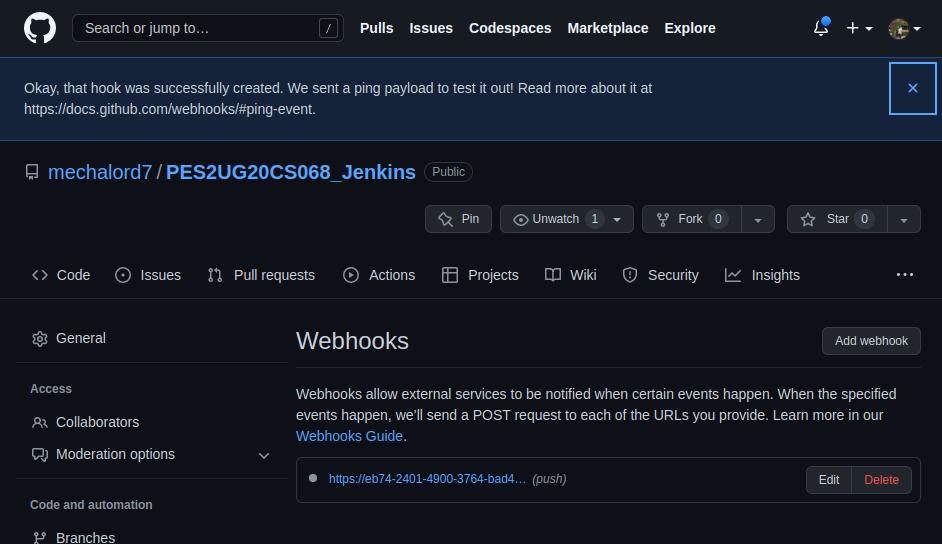 Search or jump to… /
Pulls Issues Codespaces Marketplace Explore
Okay, that hook was successfully created. We sent a ping payload to test it out! Read more about it at
https://docs.github.com/webhooks/#ping-event.
mechalord7 / PES2UG20CS068_Jenkins Public
Pin Unwatch 1 Fork 0 Star 0
Code Issues Pull requests Actions Projects Wiki Security Insights
General
Access
Collaborators
Moderation options
Code and automation
Branches
Webhooks Add webhook
Webhooks allow external services to be notified when certain events happen. When the specified
events happen, we'll send a POST request to each of the URLs you provide. Learn more in our
Webhooks Guide.
https://eb74-2401-4900-3764-bad4… (push) Edit Delete